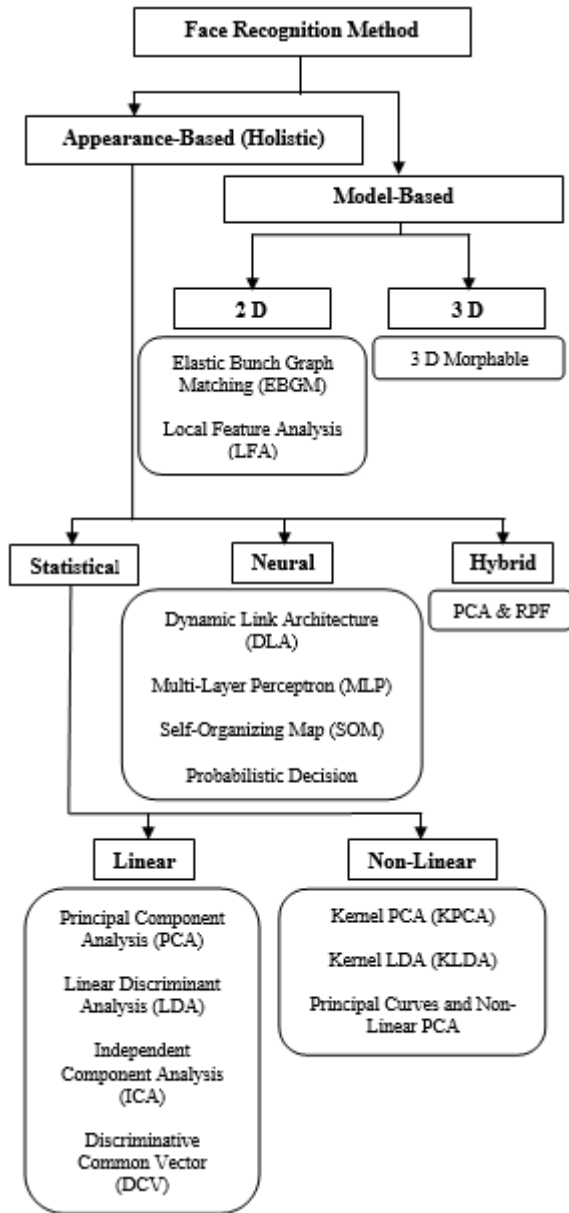 Face Recognition Method
Appearance-Based (Holistic)
Model-Based
2 D
3 D
Elastic Bunch Graph
Matching (EBGM)
Local Feature Analysis
(LFA)
3 D Morphable
Statistical
Neural
Hybrid
Dynamic Link Architecture
(DLA)
Multi-Layer Perceptron (MLP)
Self-Organizing Map (SOM)
Probabilistic Decision
PCA & RPF
Linear
Non-Linear
Principal Component
Analysis (PCA)
Linear Discriminant
Analysis (LDA)
Independent
Component Analysis
(ICA)
Discriminative
Common Vector
(DCV)
Kernel PCA (KPCA)
Kernel LDA (KLDA)
Principal Curves and Non-
Linear PCA